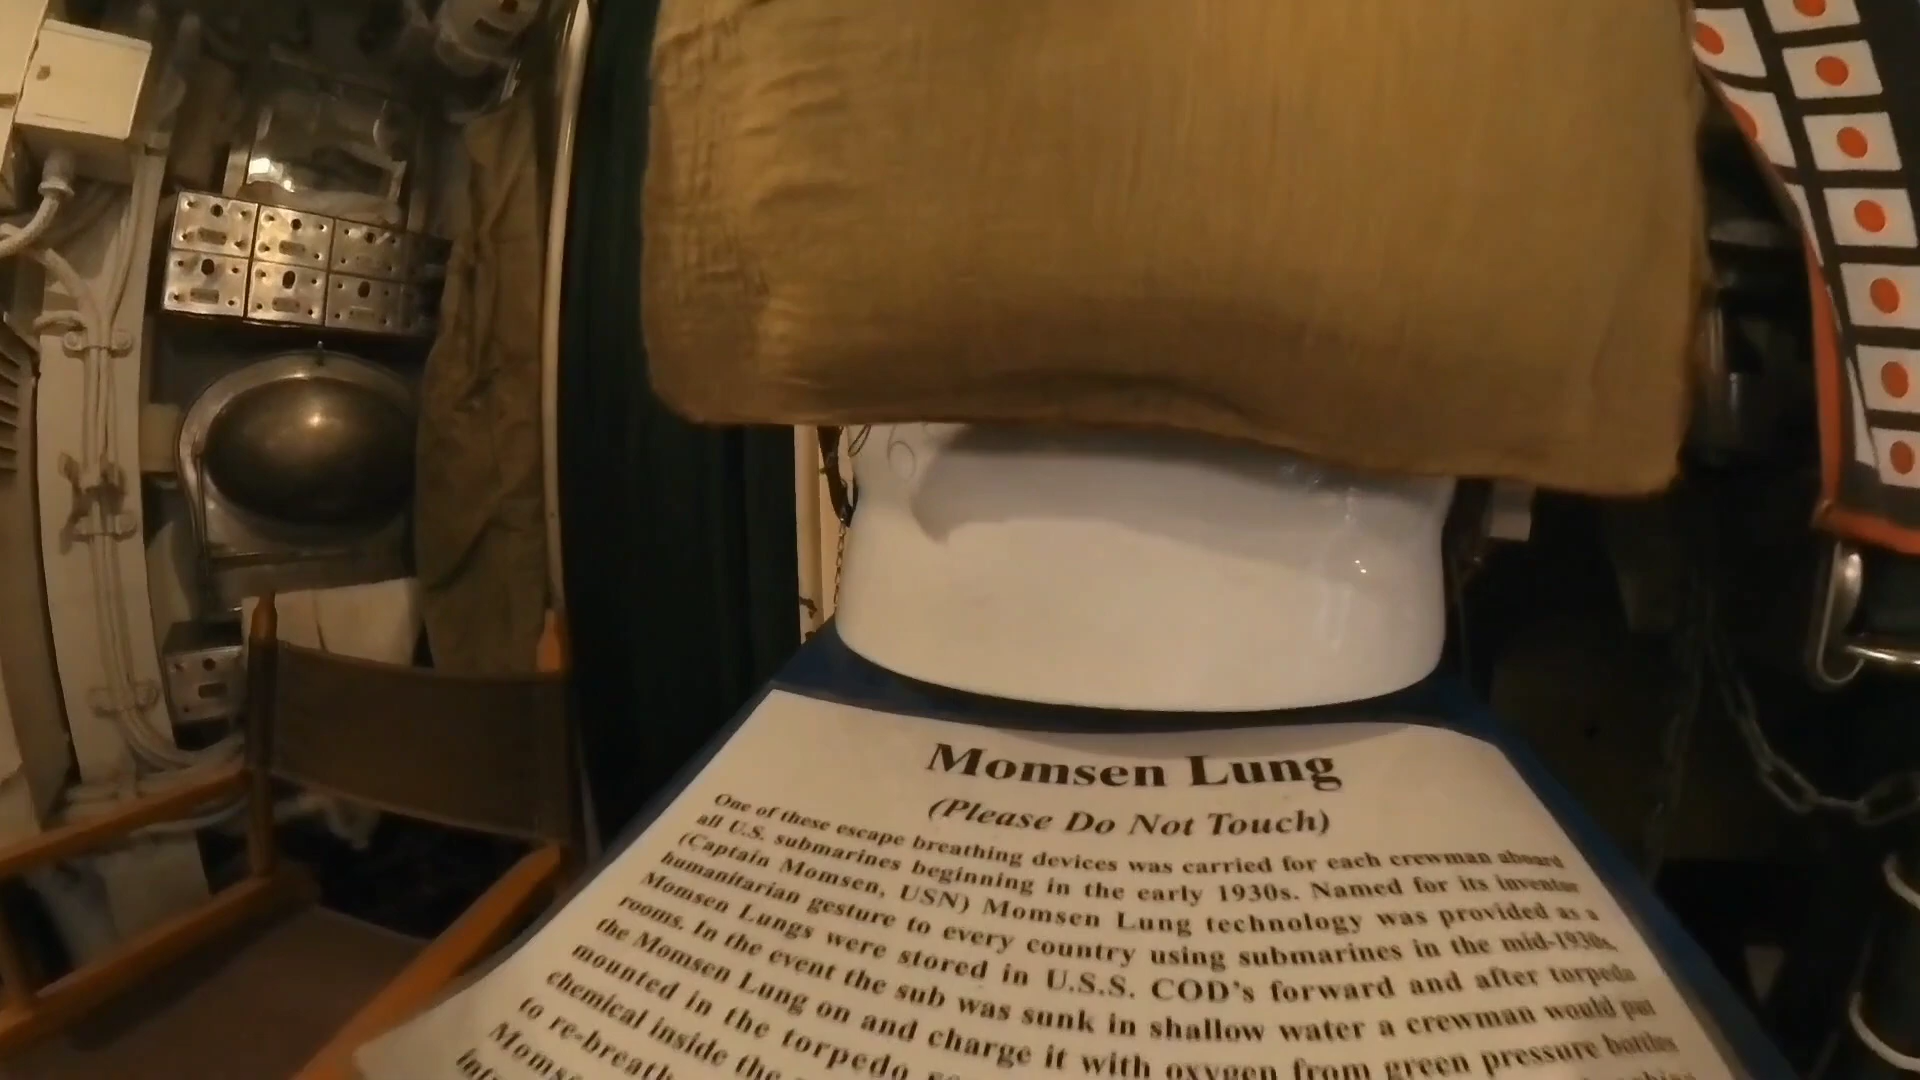 Momsen Lung
(Please Do Not Touch)
One of these escape breathing devices was carried for each crewman aboard
all U.S. submarines beginning in the early 1930s. Named for its inventor
(Captain Momsen, USN) Momsen Lung technology was provided as a
humanitarian gesture to every country using submarines in the mid-1930s.
Momsen Lungs were stored in U.S.S. COD's forward and after torpedo
rooms. In the event the sub was sunk in shallow water a crewman would put
the Momsen Lung on and charge it with oxygen from green pressure bottles
mounted in the torpedo
chemical inside the
to re-breath